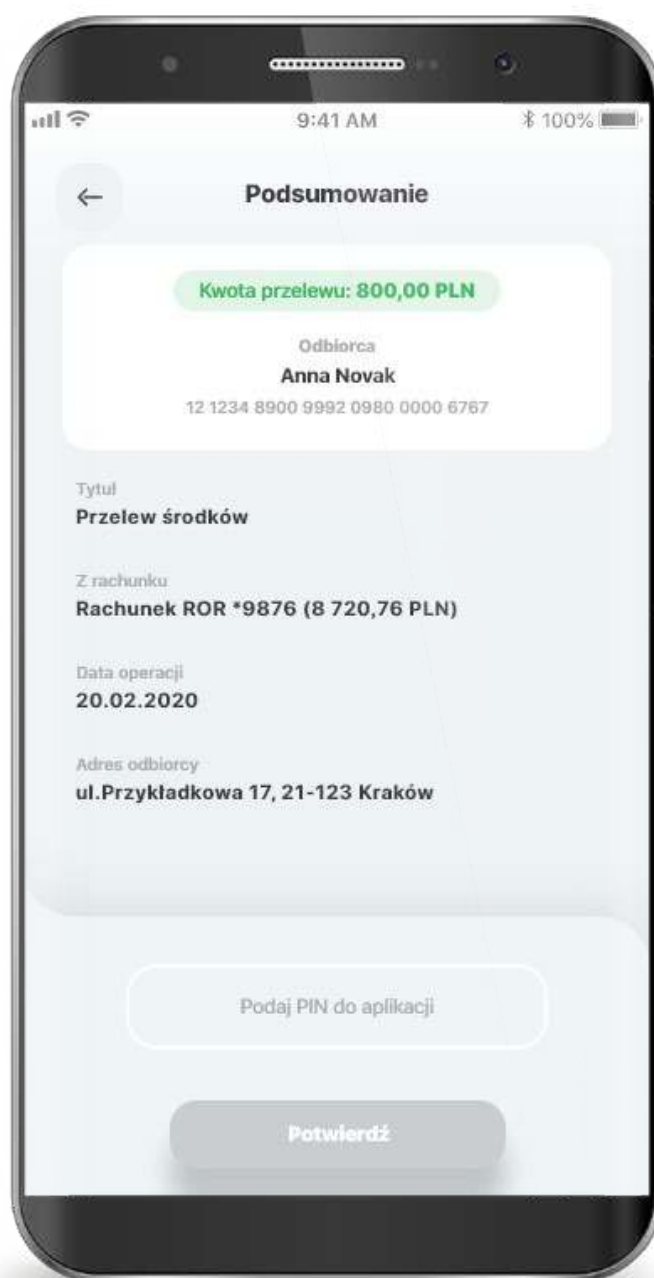 9:41 AM
100%
Podsumowanie
Kwota przelewu: 800,00 PLN
Odbiorca
Anna Novak
12 1234 8900 9992 0980 0000 6767
Tytuł
Przelew środków
Z rachunku
Rachunek ROR *9876 (8 720,76 PLN)
Data operacji
20.02.2020
Adres odbiorcy
ul.Przykładkowa 17, 21-123 Kraków
Podaj PIN do aplikacji
Potwierdź